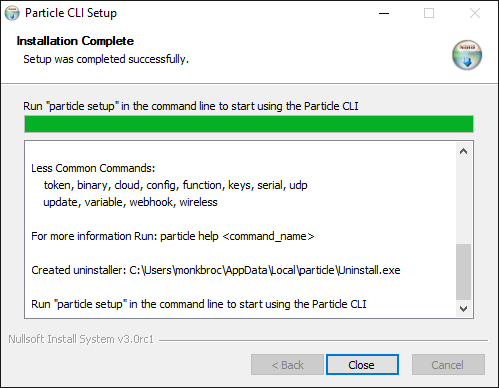 Particle CLI Setup
Installation Complete
Setup was completed successfully.
Run "particle setup" in the command line to start using the Particle CLI
Less Common Commands:
token, binary, cloud, config, function, keys, serial, udp
update, variable, webhook, wireless
For more information Run: particle help <command_name>
Created uninstaller: C:\Users\monkbroc\AppData\Local\particle\Uninstall.exe
Run "particle setup" in the command line to start using the Particle CLI
Nullsoft Install System v3.0rc1
< Back
Close
Cancel